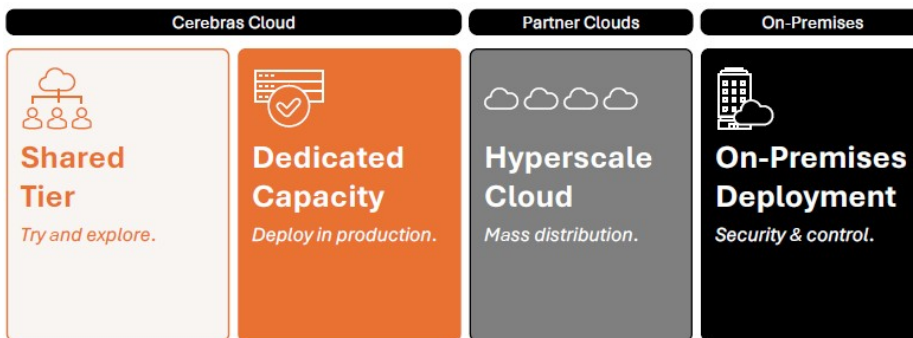 Cerebras Cloud
Partner Clouds
On-Premises
Shared
Tier
Try and explore.
Dedicated
Capacity
Deploy in production.
Hyperscale
Cloud
Mass distribution.
On-Premises
Deployment
Security & control.